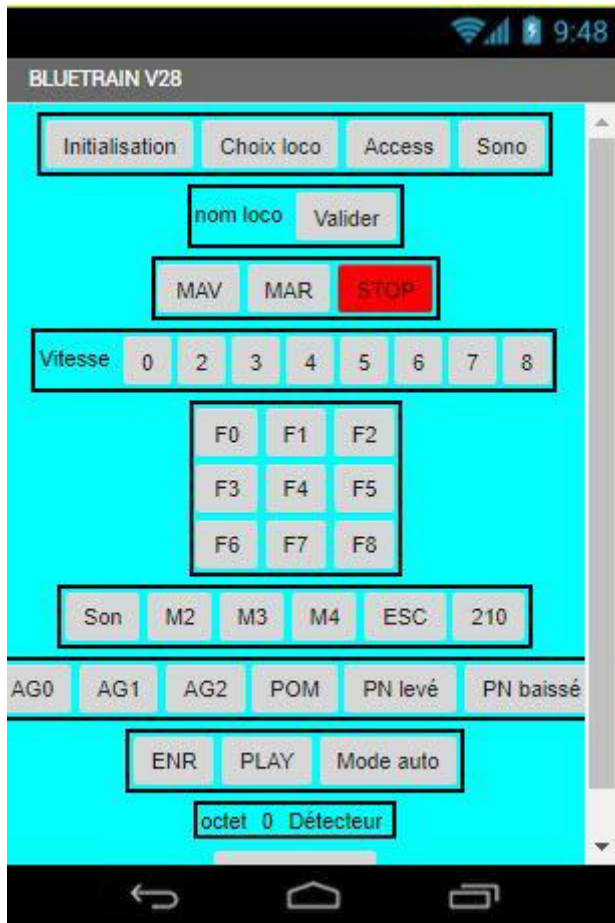 9:48
BLUETRAIN V28
Initialisation Choix loco Access Sono
nom loco Valider
MAV MAR STOP
Vitesse 0 2 3 4 5 6 7 8
F0 F1 F2
F3 F4 F5
F6 F7 F8
Son M2 M3 M4 ESC 210
AG0 AG1 AG2 POM PN levé PN baissé
ENR PLAY Mode auto
octet 0 Détecteur